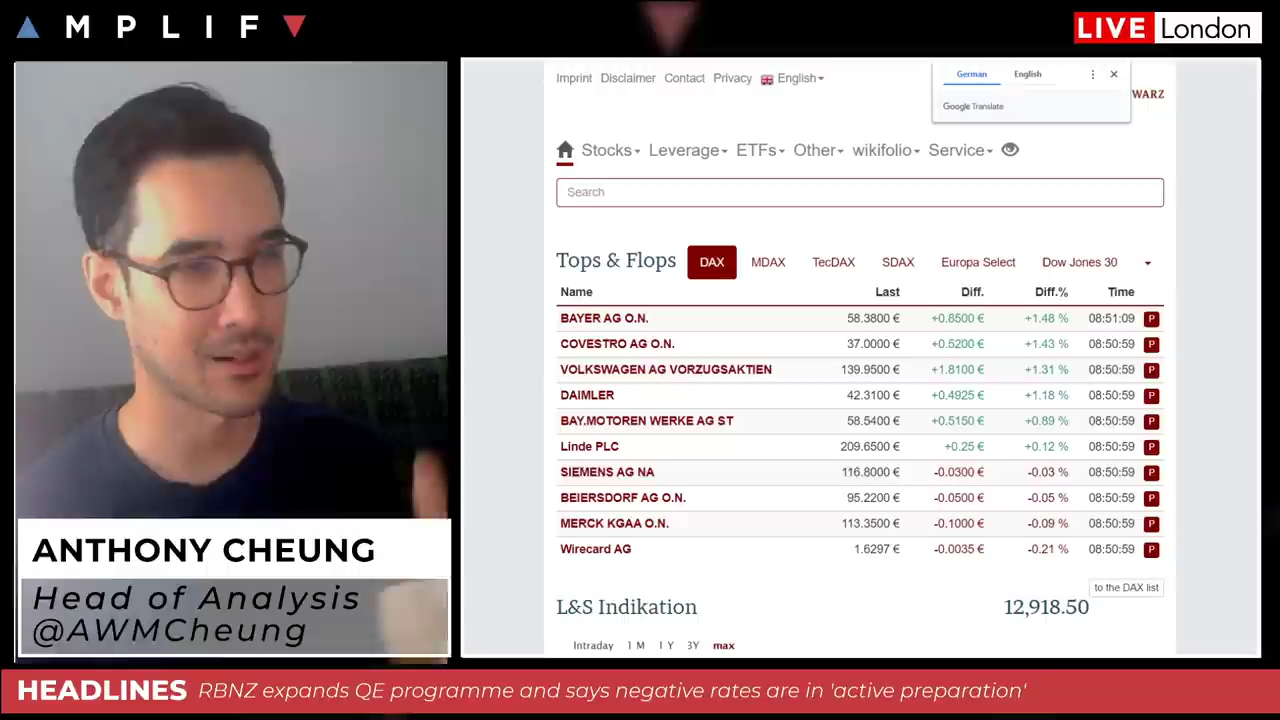 AMPLIFY
LIVE London
Imprint Disclaimer Contact Privacy English
German English
Google Translate
WARZ
Stocks Leverage ETFs Other wikifolio Service
Search
Tops & Flops DAX MDAX TecDAX SDAX Europa Select Dow Jones 30
Name Last Diff. Diff.% Time
BAYER AG O.N. 58.3800 € +0.8500 € +1.48 % 08:51:09 P
COVESTRO AG O.N. 37.0000 € +0.5200 € +1.43 % 08:50:59 P
VOLKSWAGEN AG VORZUGSAKTIEN 139.9500 € +1.8100 € +1.31 % 08:50:59 P
DAIMLER 42.3100 € +0.4925 € +1.18 % 08:50:59 P
BAY.MOTOREN WERKE AG ST 58.5400 € +0.5150 € +0.89 % 08:50:59 P
Linde PLC 209.6500 € +0.25 € +0.12 % 08:50:59 P
SIEMENS AG NA 116.8000 € -0.0300 € -0.03 % 08:50:59 P
BEIERSDORF AG O.N. 95.2200 € -0.0500 € -0.05 % 08:50:59 P
MERCK KGAA O.N. 113.3500 € -0.1000 € -0.09 % 08:50:59 P
Wirecard AG 1.6297 € -0.0035 € -0.21 % 08:50:59 P
to the DAX list
L&S Indikation 12,918.50
Intraday 1 M 1 Y 3Y max
ANTHONY CHEUNG
Head of Analysis
@AWMCheung
HEADLINES RBNZ expands QE programme and says negative rates are in 'active preparation'